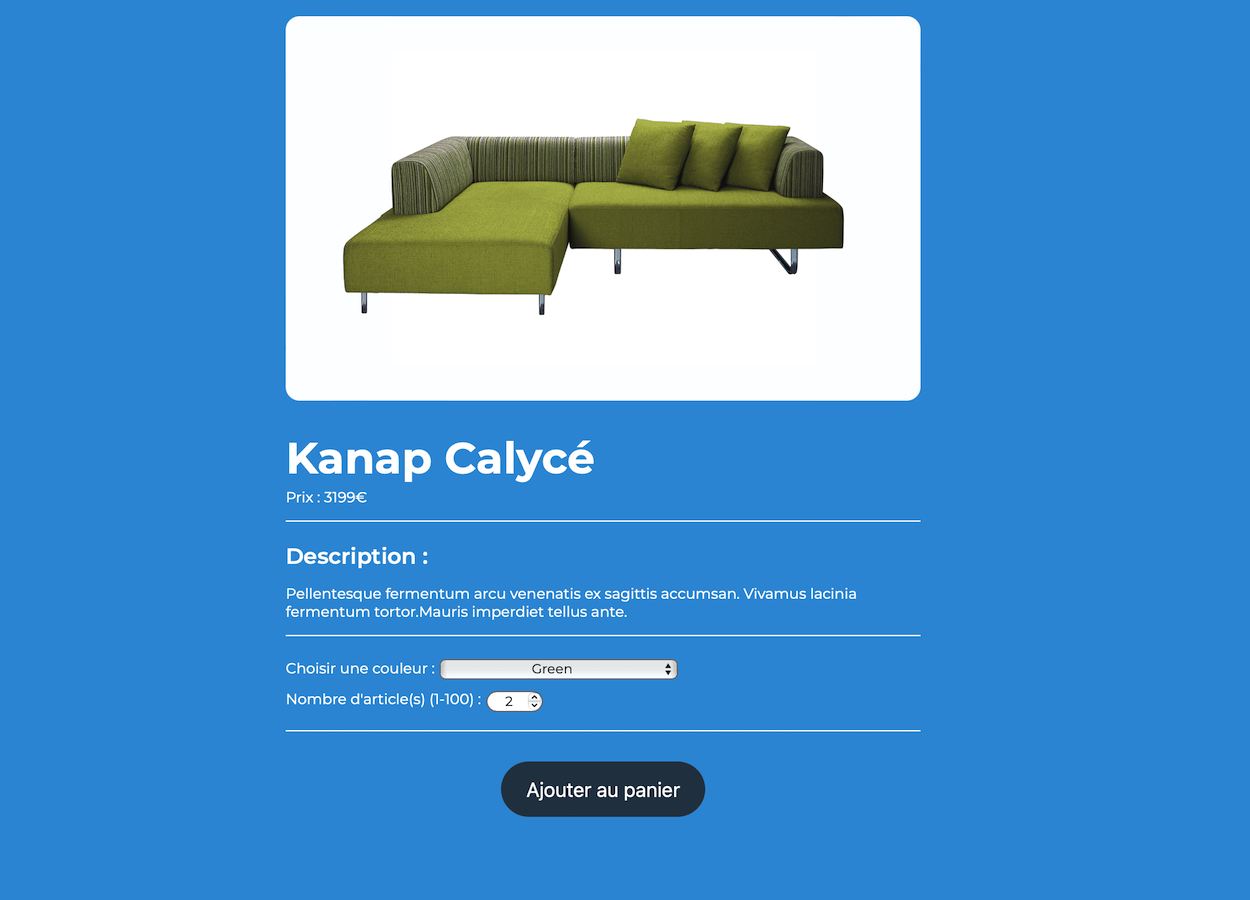 Kanap Calycé
Prix : 3199€
Description :
Pellentesque fermentum arcu venenatis ex sagittis accumsan. Vivamus lacinia
fermentum tortor.Mauris imperdiet tellus ante.
Choisir une couleur : Green
Nombre d'article(s) (1-100) : 2
Ajouter au panier